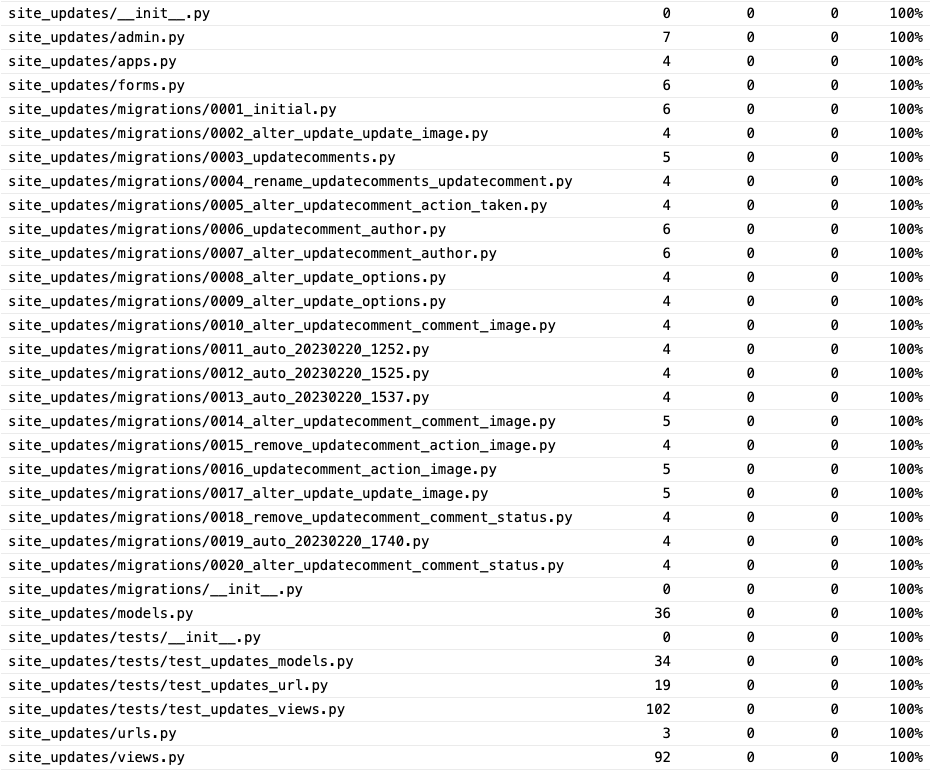 site_updates/__init__.py 0 0 0 100%
site_updates/admin.py 7 0 0 100%
site_updates/apps.py 4 0 0 100%
site_updates/forms.py 6 0 0 100%
site_updates/migrations/0001_initial.py 6 0 0 100%
site_updates/migrations/0002_alter_update_update_image.py 4 0 0 100%
site_updates/migrations/0003_updatecomments.py 5 0 0 100%
site_updates/migrations/0004_rename_updatecomments_updatecomment.py 4 0 0 100%
site_updates/migrations/0005_alter_updatecomment_action_taken.py 4 0 0 100%
site_updates/migrations/0006_updatecomment_author.py 6 0 0 100%
site_updates/migrations/0007_alter_updatecomment_author.py 6 0 0 100%
site_updates/migrations/0008_alter_update_options.py 4 0 0 100%
site_updates/migrations/0009_alter_update_options.py 4 0 0 100%
site_updates/migrations/0010_alter_updatecomment_comment_image.py 4 0 0 100%
site_updates/migrations/0011_auto_20230220_1252.py 4 0 0 100%
site_updates/migrations/0012_auto_20230220_1525.py 4 0 0 100%
site_updates/migrations/0013_auto_20230220_1537.py 4 0 0 100%
site_updates/migrations/0014_alter_updatecomment_comment_image.py 5 0 0 100%
site_updates/migrations/0015_remove_updatecomment_action_image.py 4 0 0 100%
site_updates/migrations/0016_updatecomment_action_image.py 5 0 0 100%
site_updates/migrations/0017_alter_update_update_image.py 5 0 0 100%
site_updates/migrations/0018_remove_updatecomment_comment_status.py 4 0 0 100%
site_updates/migrations/0019_auto_20230220_1740.py 4 0 0 100%
site_updates/migrations/0020_alter_updatecomment_comment_status.py 4 0 0 100%
site_updates/migrations/__init__.py 0 0 0 100%
site_updates/models.py 36 0 0 100%
site_updates/tests/__init__.py 0 0 0 100%
site_updates/tests/test_updates_models.py 34 0 0 100%
site_updates/tests/test_updates_url.py 19 0 0 100%
site_updates/tests/test_updates_views.py 102 0 0 100%
site_updates/urls.py 3 0 0 100%
site_updates/views.py 92 0 0 100%